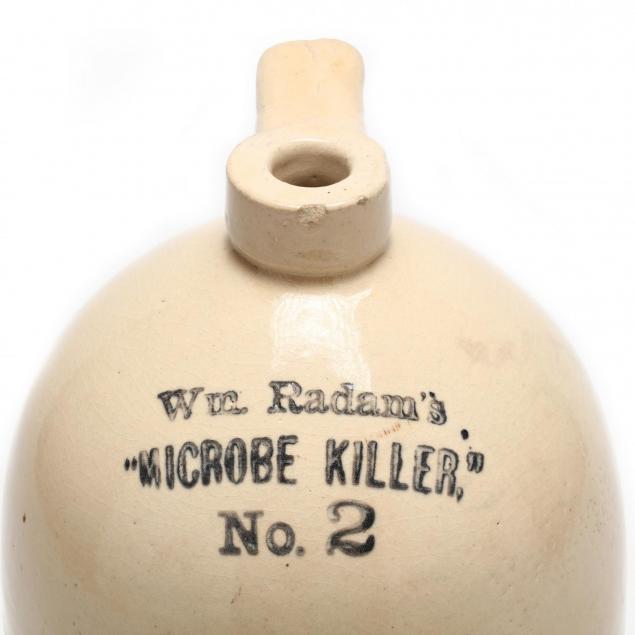 Wm. Radam's
"MICROBE KILLER,"
No. 2